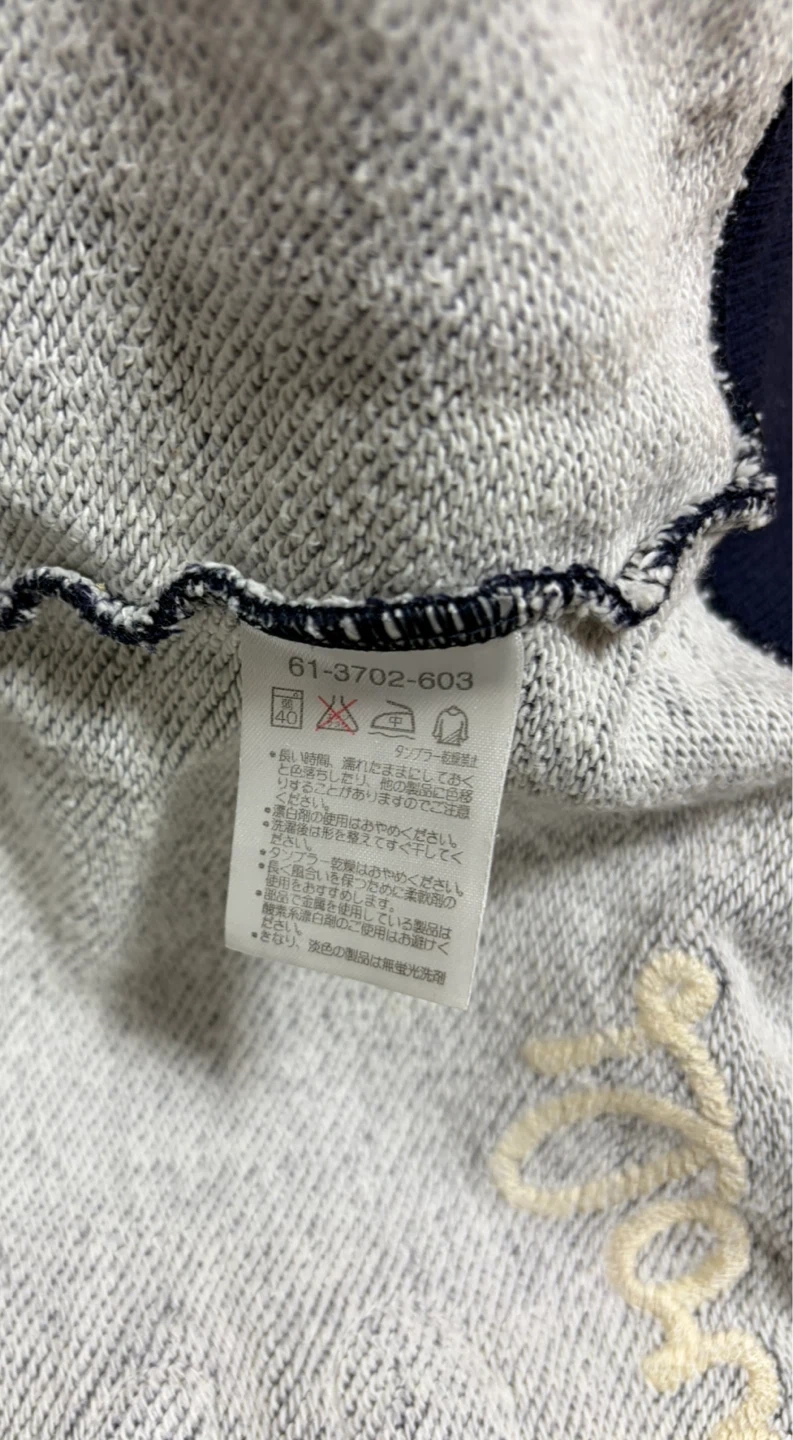 61-3702-603
弱
40
中
タンブラー乾燥禁止
●長い時間、濡れたままにしておく
と色落ちしたり、他の製品に色移
りすることがありますのでご注意
ください。
●漂白剤の使用はおやめください。
●洗濯後は形を整えてすぐ干してく
ださい。
●タンブラー乾燥はおやめください。
●長く風合いを保つために柔軟剤の
使用をおすすめします。
●部品で金属を使用している製品は
酸素系漂白剤のご使用はお避けく
ださい。
●きなり、淡色の製品は無蛍光洗剤